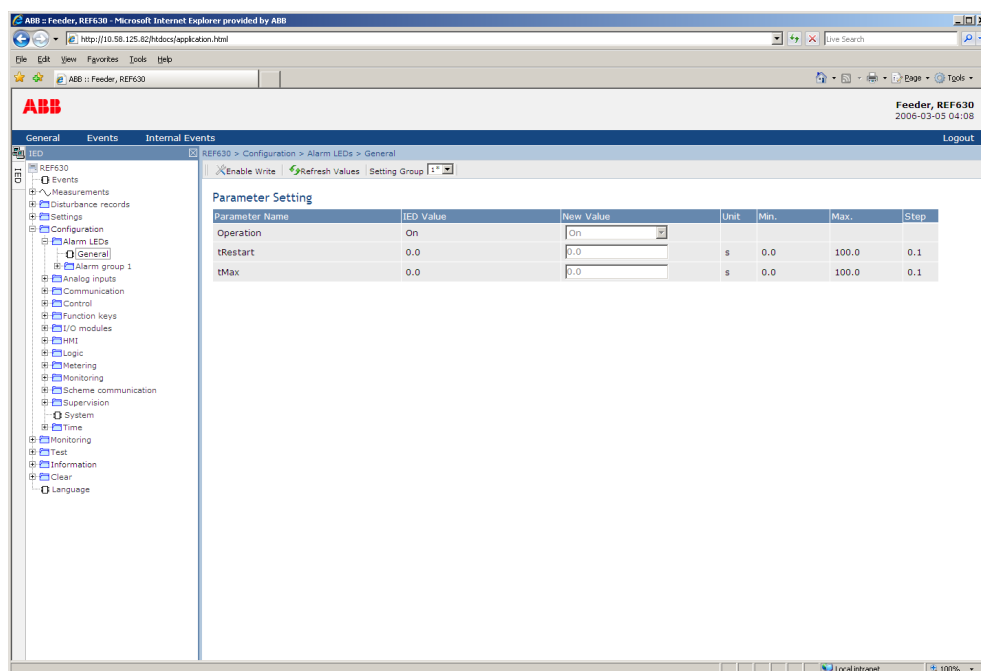 ABB :: Feeder, REF630 - Microsoft Internet Explorer provided by ABB
http://10.58.125.82/htdocs/application.html
Live Search
File Edit View Favorites Tools Help
ABB :: Feeder, REF630
Page Tools
ABB
Feeder, REF630
2006-03-05 04:08
General Events Internal Events Logout
IED
IED
REF630 > Configuration > Alarm LEDs > General
Enable Write Refresh Values Setting Group 1*
REF630
Events
Measurements
Disturbance records
Settings
Configuration
Alarm LEDs
General
Alarm group 1
Analog inputs
Communication
Control
Function keys
I/O modules
HMI
Logic
Metering
Monitoring
Scheme communication
Supervision
System
Time
Monitoring
Test
Information
Clear
Language
Parameter Setting
Parameter Name IED Value New Value Unit Min. Max. Step
Operation On On
tRestart 0.0 0.0 s 0.0 100.0 0.1
tMax 0.0 0.0 s 0.0 100.0 0.1
Local intranet 100%